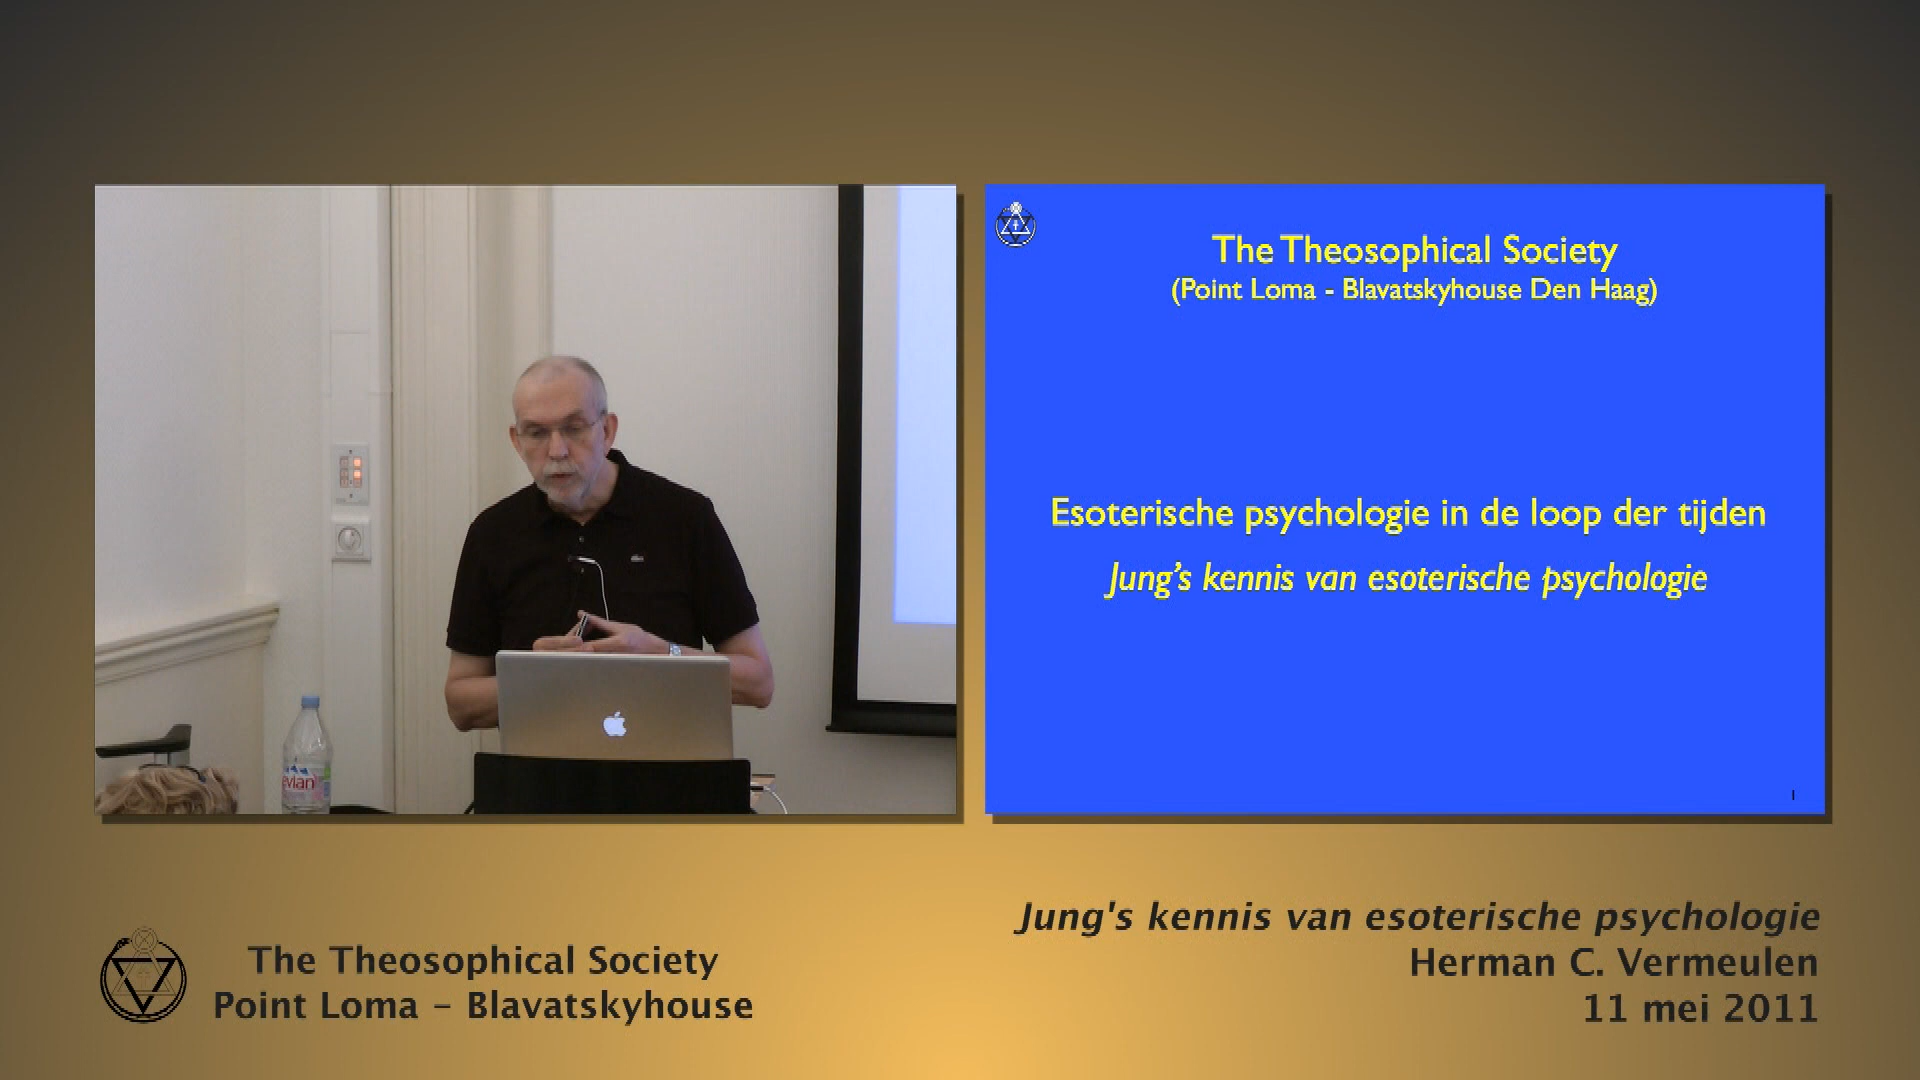 evian
The Theosophical Society
(Point Loma - Blavatskyhouse Den Haag)
Esoterische psychologie in de loop der tijden
Jung's kennis van esoterische psychologie
1
The Theosophical Society
Point Loma – Blavatskyhouse
Jung's kennis van esoterische psychologie
Herman C. Vermeulen
11 mei 2011